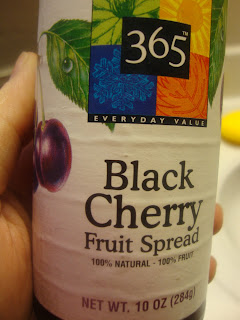 365
EVERYDAY VALUE
Black
Cherry
Fruit Spread
100% NATURAL - 100% FRUIT
NET WT. 10 OZ (284g)